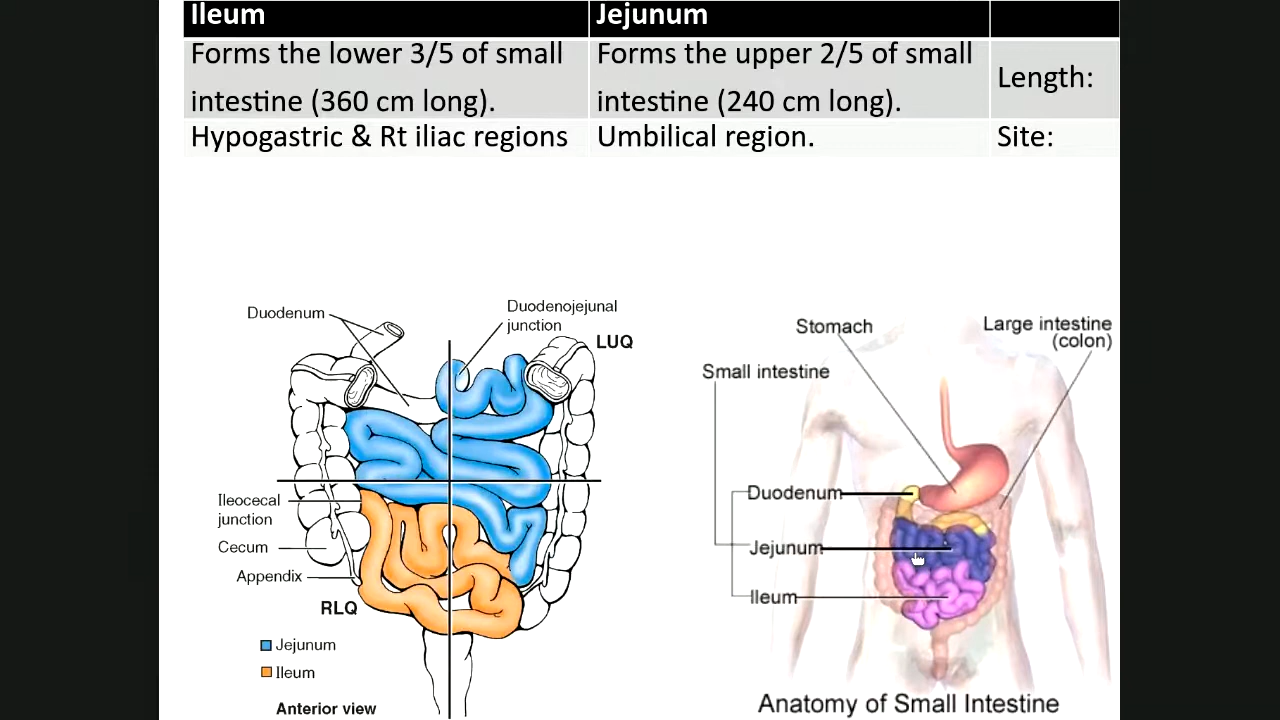 Ileum
Jejunum
Forms the lower 3/5 of small
intestine (360 cm long).
Forms the upper 2/5 of small
intestine (240 cm long).
Length:
Hypogastric & Rt iliac regions
Umbilical region.
Site:
Duodenum
Duodenojejunal
junction
LUQ
Ileocecal
junction
Cecum
Appendix
RLQ
Jejunum
Ileum
Anterior view
Stomach
Large intestine
(colon)
Small intestine
Duodenum
Jejunum
Ileum
Anatomy of Small Intestine